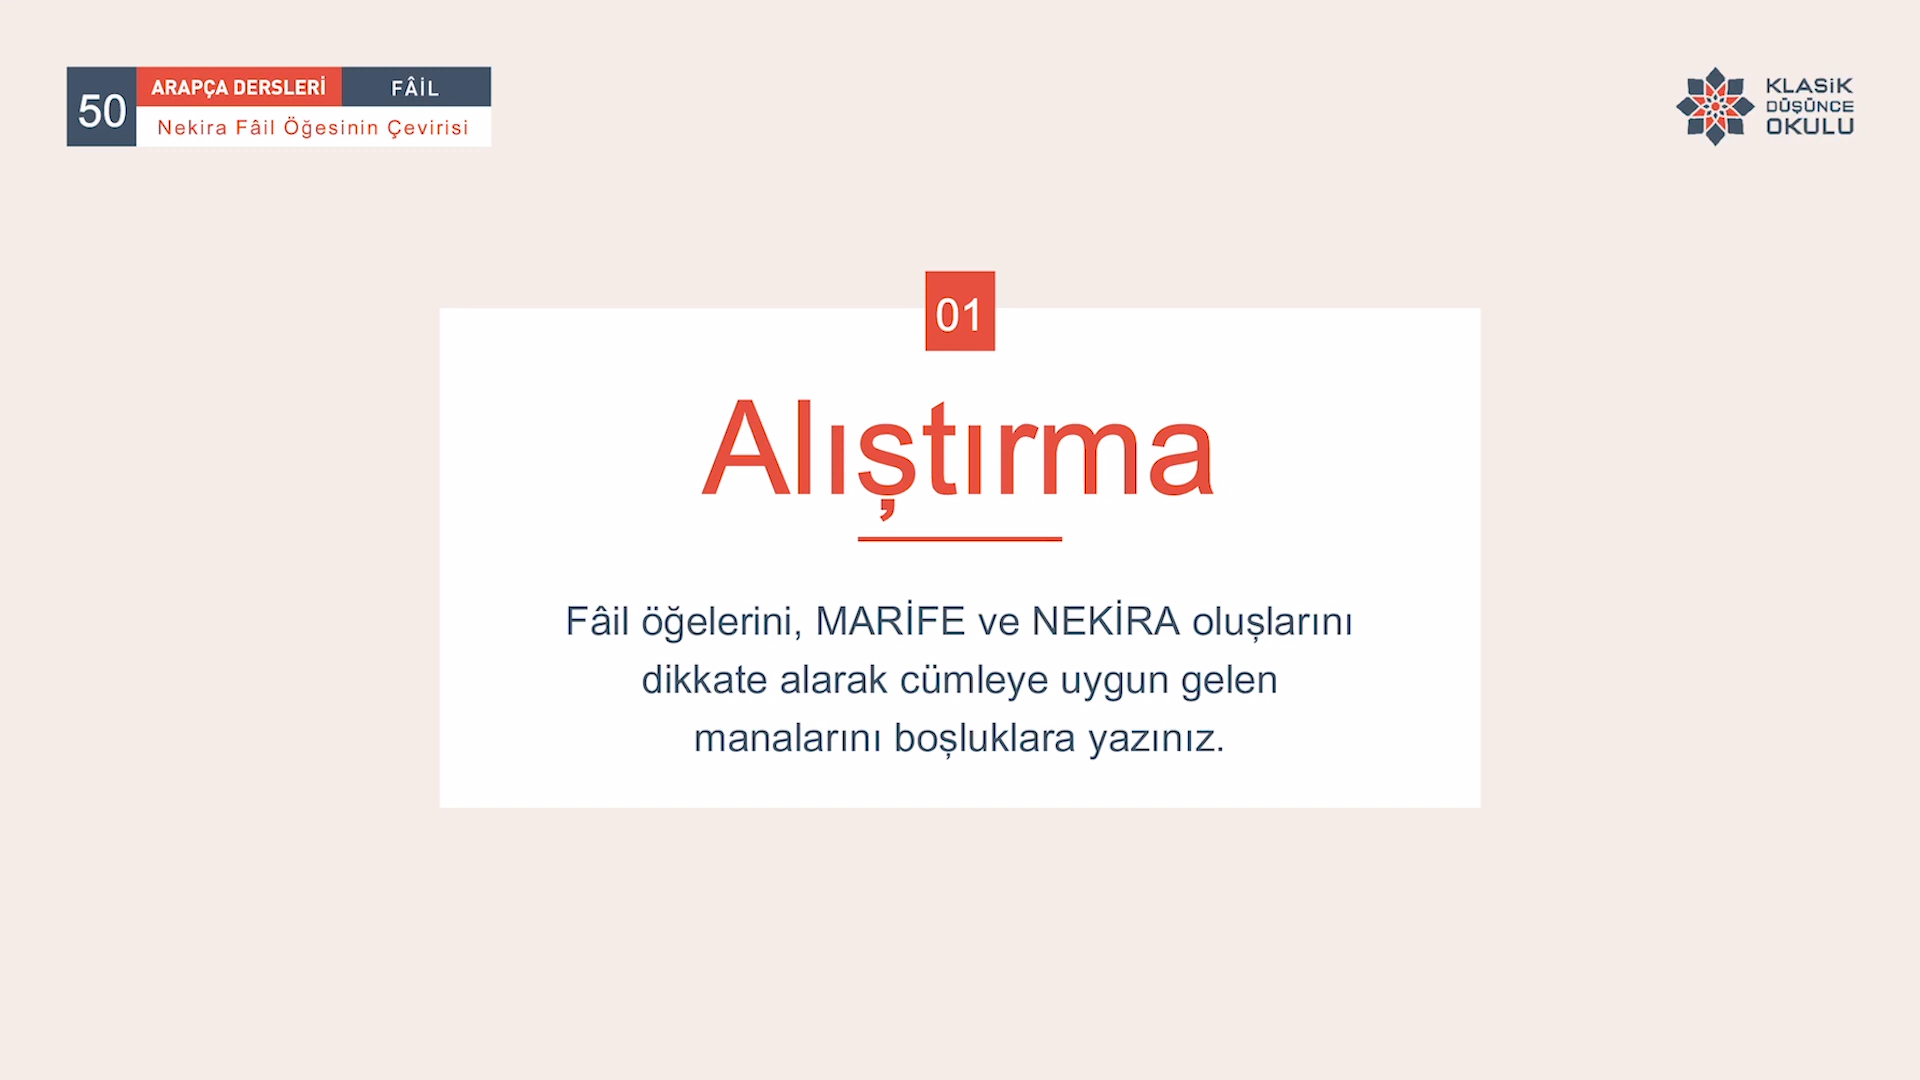 50
ARAPÇA DERSLERİ
FÂİL
Nekira Fâil Öğesinin Çevirisi
KLASİK
DÜŞÜNCE
OKULU
01
Alıştırma
Fâil öğelerini, MARİFE ve NEKİRA oluşlarını
dikkate alarak cümleye uygun gelen
manalarını boşluklara yazınız.